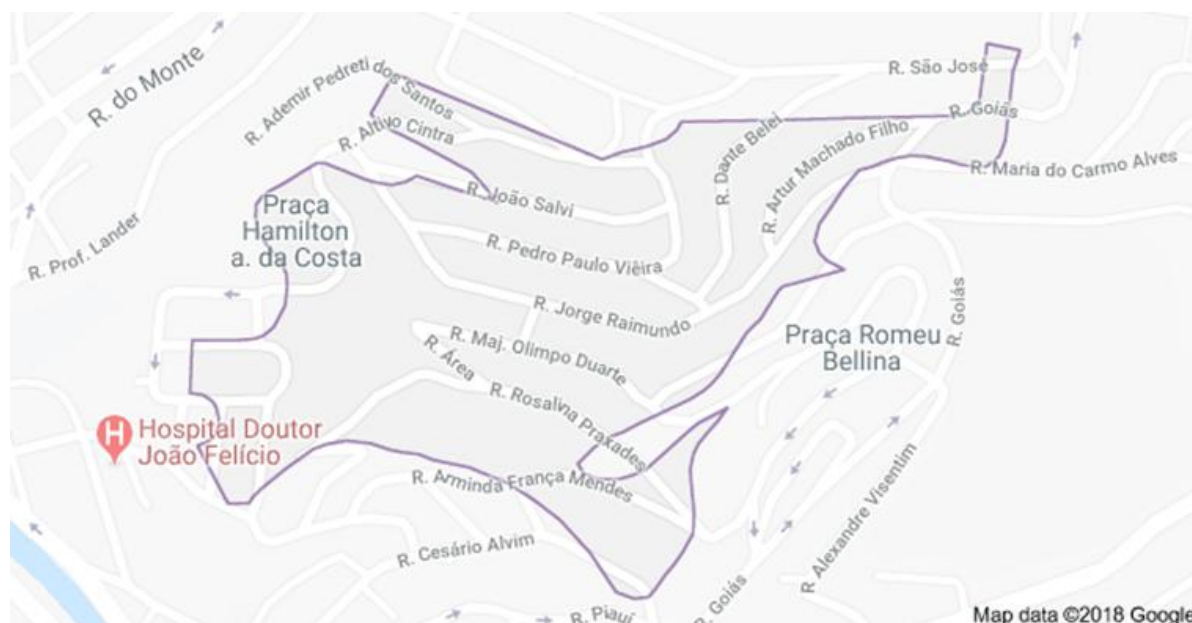 R. do Monte
R. Ademir Pedreti dos Santos
R. São José
R. Goiás
R. Altivo Cintra
R. Dante Belei
R. Artur Machado Filho
R. Maria do Carmo Alves
R. João Salvi
Praça
Hamilton
a. da Costa
R. Prof. Lander
R. Pedro Paulo Vieira
R. Jorge Raimundo
R. Goiás
R. Maj. Olimpo Duarte
Praça Romeu
Bellina
R. Área
R. Rosalina Praxades
H
Hospital Doutor
João Felício
R. Arminda França Mendes
R. Alexandre Visentim
R. Cesário Alvim
R. Goiás
R. Piauí
Map data ©2018 Google